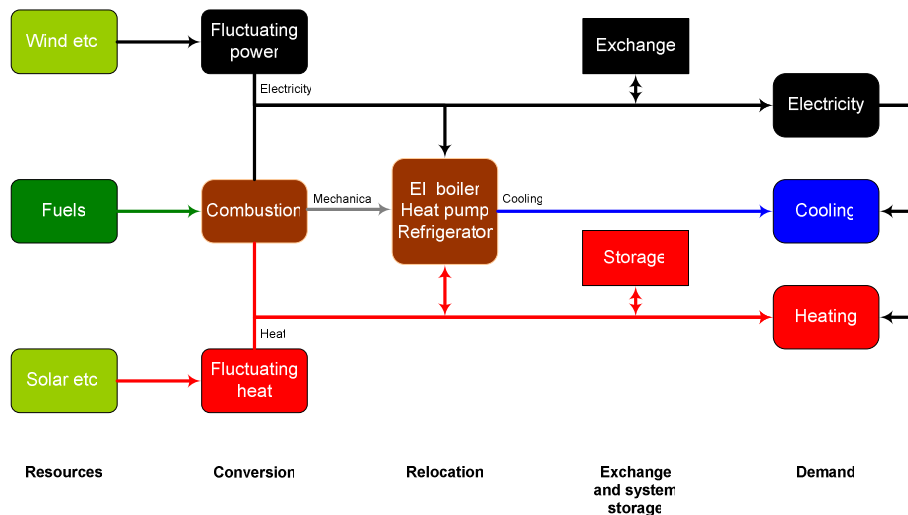 Wind etc
Fluctuating
power
Exchange
Electricity
Electricity
Fuels
Combustion
Mechanica
El boiler
Heat pump
Refrigerator
Cooling
Cooling
Storage
Heating
Heat
Solar etc
Fluctuating
heat
Resources
Conversion
Relocation
Exchange
and system
storage
Demand